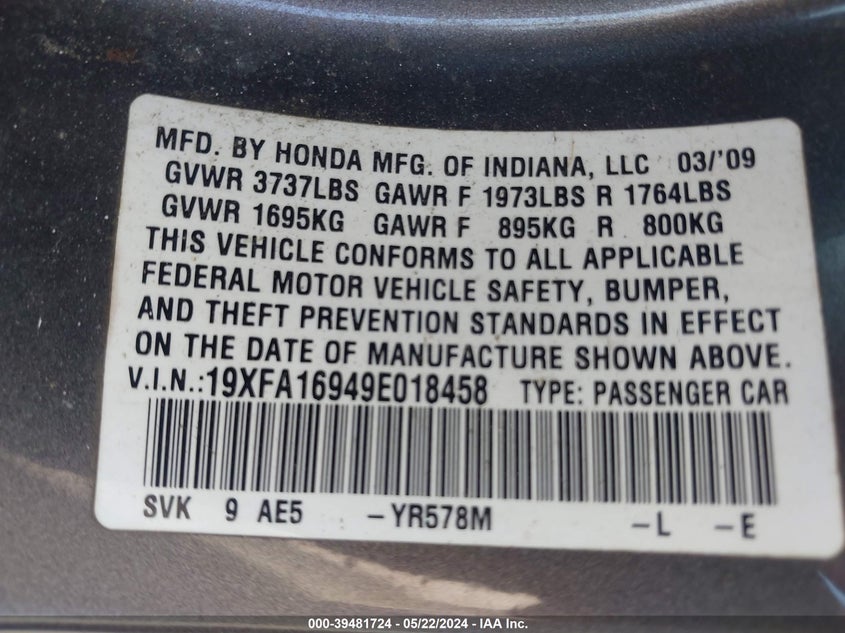 MFD. BY HONDA MFG. OF INDIANA, LLC 03/'09
GVWR 3737LBS GAWR F 1973LBS R 1764LBS
GVWR 1695KG GAWR F 895KG R 800KG
THIS VEHICLE CONFORMS TO ALL APPLICABLE
FEDERAL MOTOR VEHICLE SAFETY, BUMPER,
AND THEFT PREVENTION STANDARDS IN EFFECT
ON THE DATE OF MANUFACTURE SHOWN ABOVE.
V.I.N.:19XFA16949E018458 TYPE: PASSENGER CAR
SVK 9 AE5 -YR578M -L -E
000-39481724 - 05/22/2024 - IAA Inc.